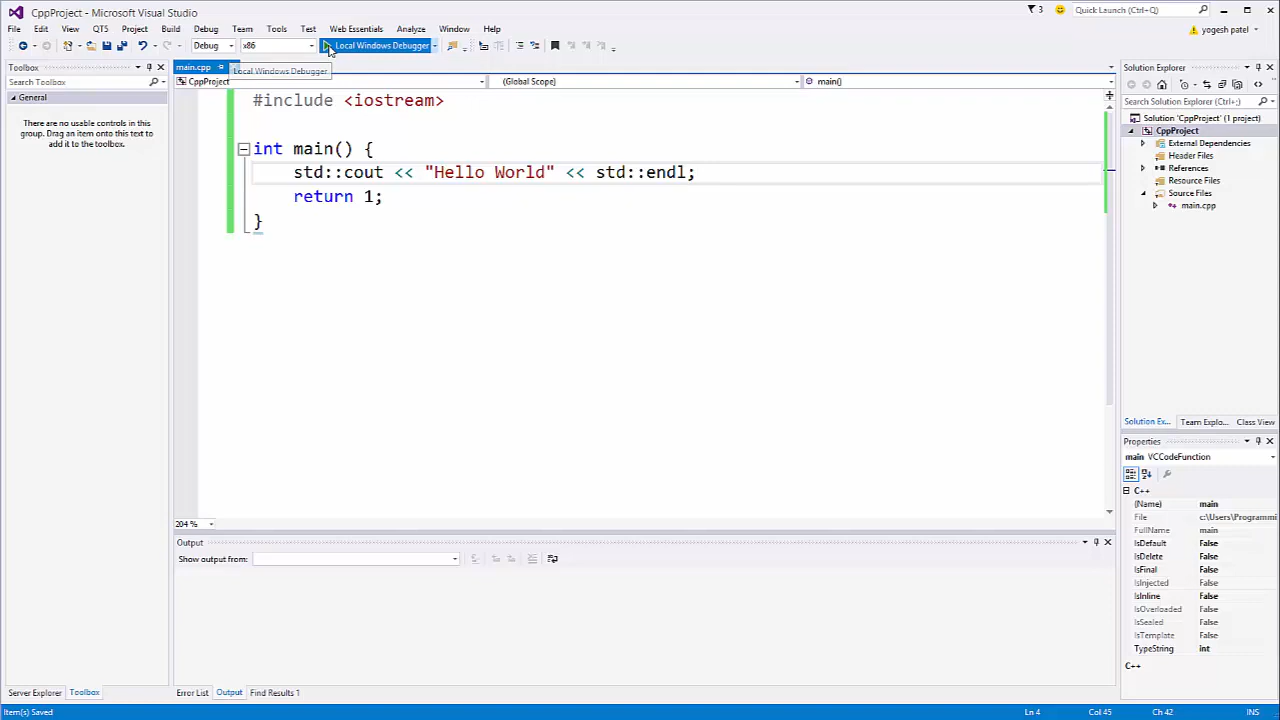 CppProject - Microsoft Visual Studio
3
Quick Launch (Ctrl+Q)
File Edit View QT5 Project Build Debug Team Tools Test Web Essentials Analyze Window Help
yogesh patel
Debug x86 Local Windows Debugger
Toolbox
main.cpp
Local Windows Debugger
Solution Explorer
Search Toolbox
CppProject
(Global Scope)
main()
General
There are no usable controls in this
group. Drag an item onto this text to
add it to the toolbox.
#include <iostream>
int main() {
std::cout << "Hello World" << std::endl;
return 1;
}
Search Solution Explorer (Ctrl+;)
Solution 'CppProject' (1 project)
CppProject
External Dependencies
Header Files
References
Resource Files
Source Files
main.cpp
Solution Ex... Team Explo... Class View
Properties
main VCCodeFunction
C++
(Name) main
File c:\Users\Programmi
FullName main
IsDefault False
IsDelete False
IsFinal False
IsInjected False
IsInline False
IsOverloaded False
IsSealed False
IsTemplate False
TypeString int
C++
204 %
Output
Show output from:
Server Explorer Toolbox
Error List Output Find Results 1
Item(s) Saved
Ln 4 Col 45 Ch 42 INS